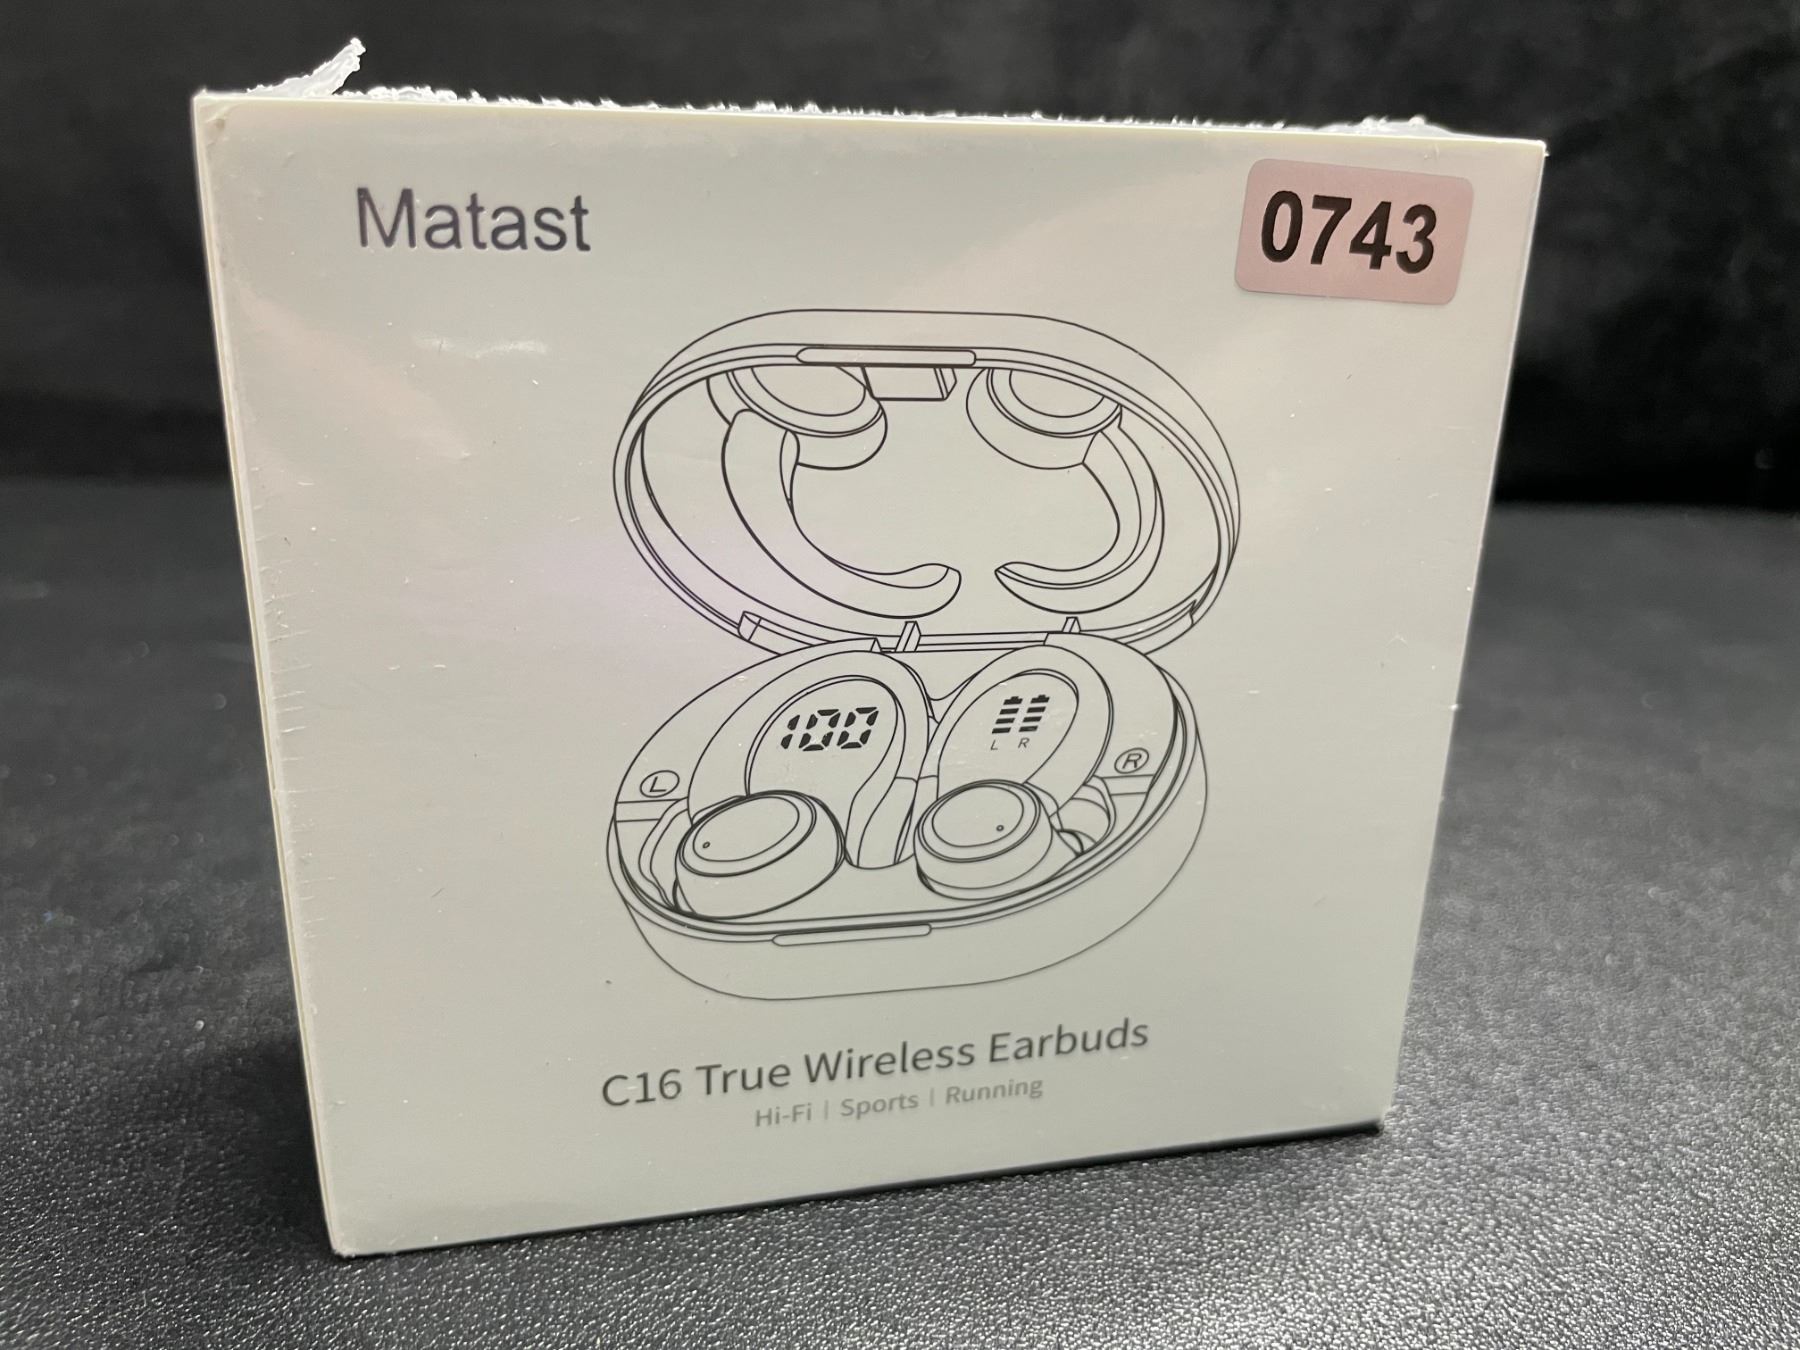 Matast
0743
100
L R
L
R
C16 True Wireless Earbuds
Hi-Fi | Sports | Running